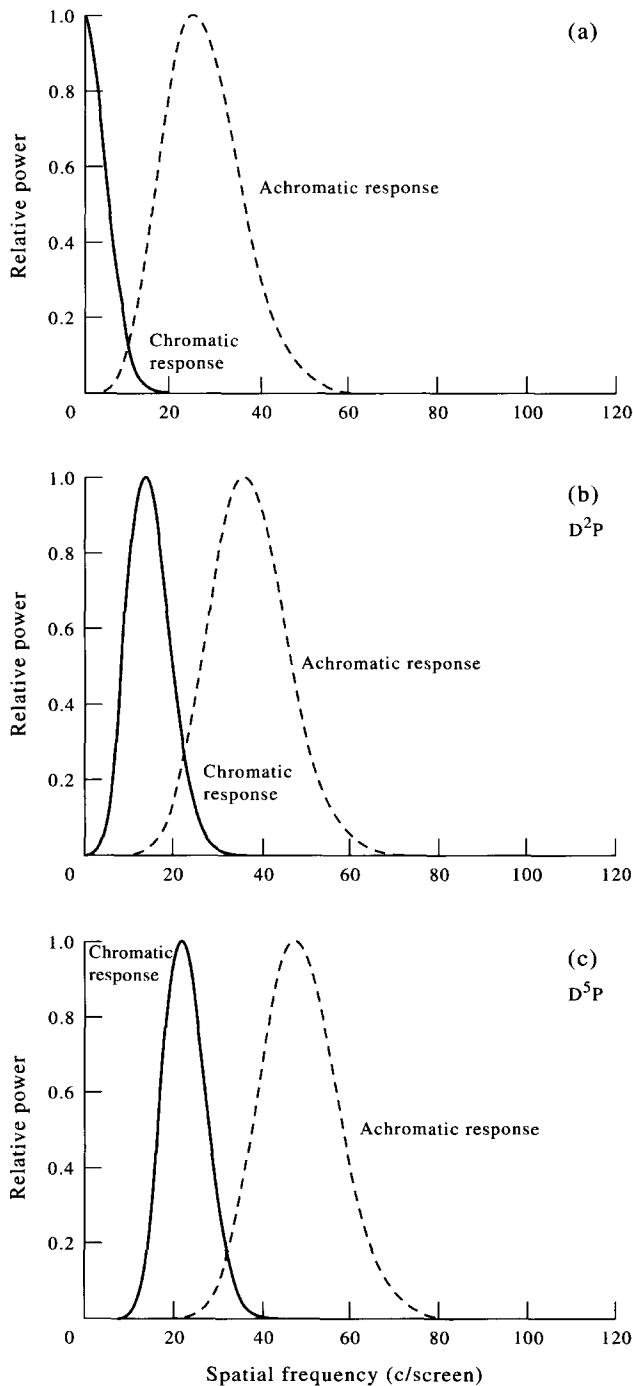 (a)
1.0
0.8
0.6
0.4
0.2
Relative power
Achromatic response
Chromatic
response
0 20 40 60 80 100 120
(b)
D²P
1.0
0.8
0.6
0.4
0.2
Relative power
Achromatic response
Chromatic
response
0 20 40 60 80 100 120
(c)
D⁵P
Chromatic
response
1.0
0.8
0.6
0.4
0.2
Relative power
Achromatic response
0 20 40 60 80 100 120
Spatial frequency (c/screen)